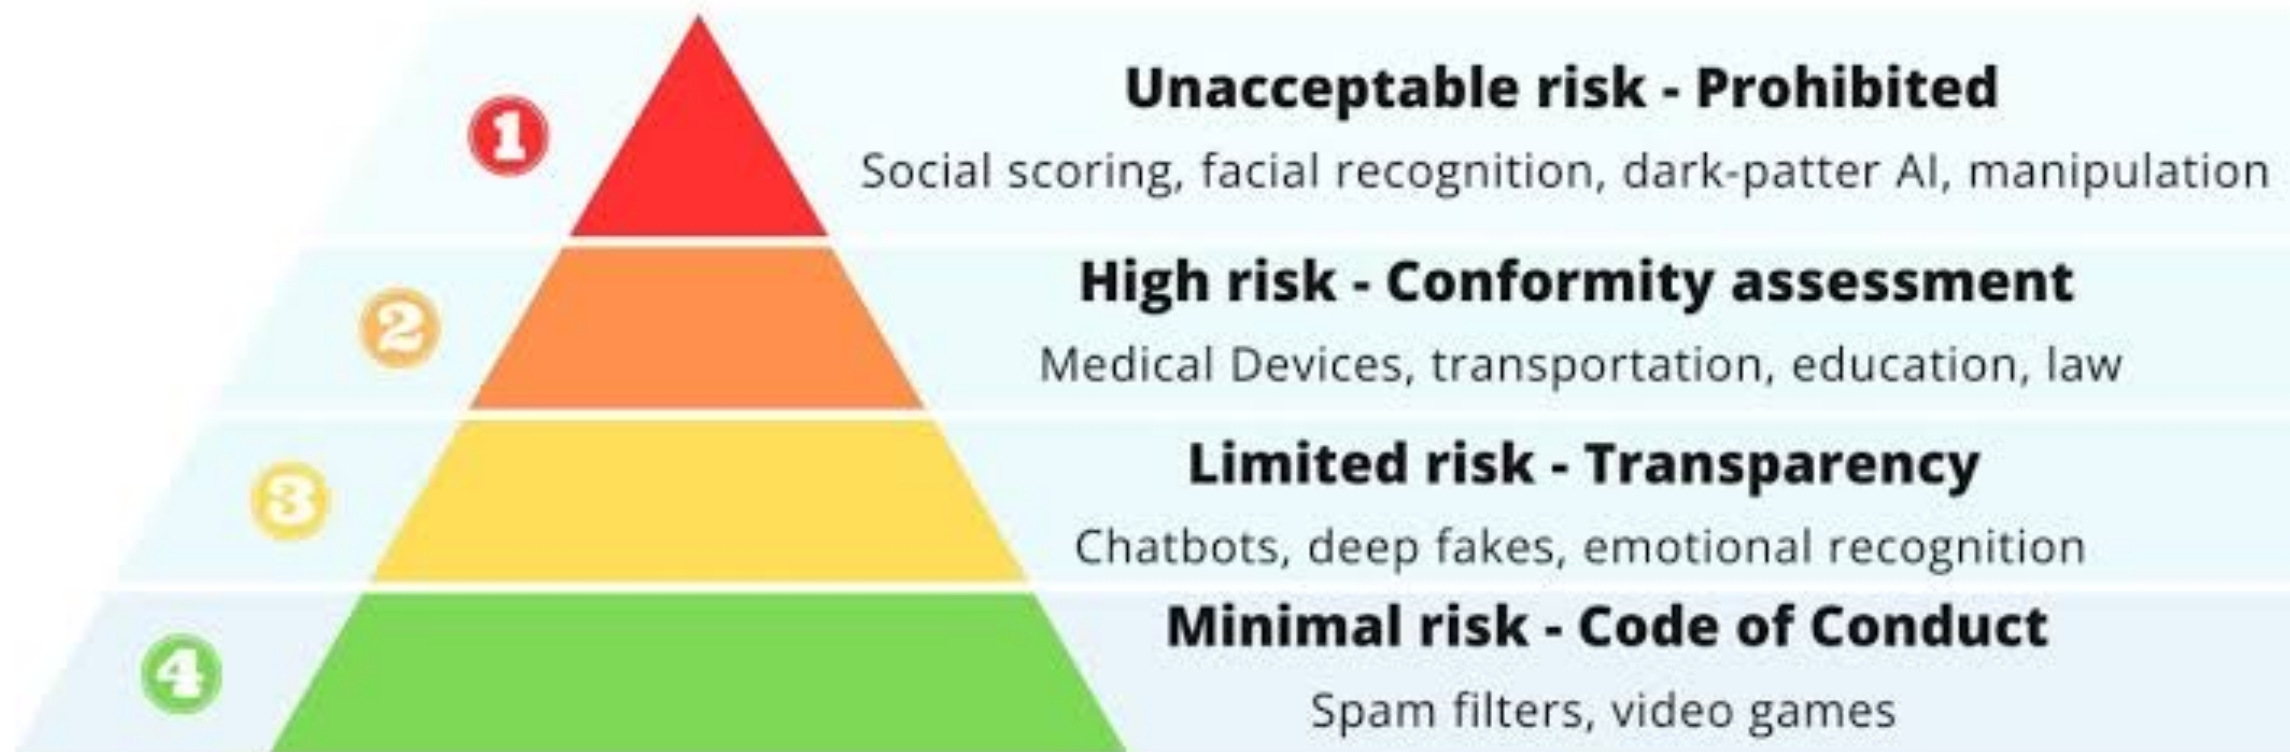 1
Unacceptable risk - Prohibited
Social scoring, facial recognition, dark-patter AI, manipulation
2
High risk - Conformity assessment
Medical Devices, transportation, education, law
3
Limited risk - Transparency
Chatbots, deep fakes, emotional recognition
4
Minimal risk - Code of Conduct
Spam filters, video games